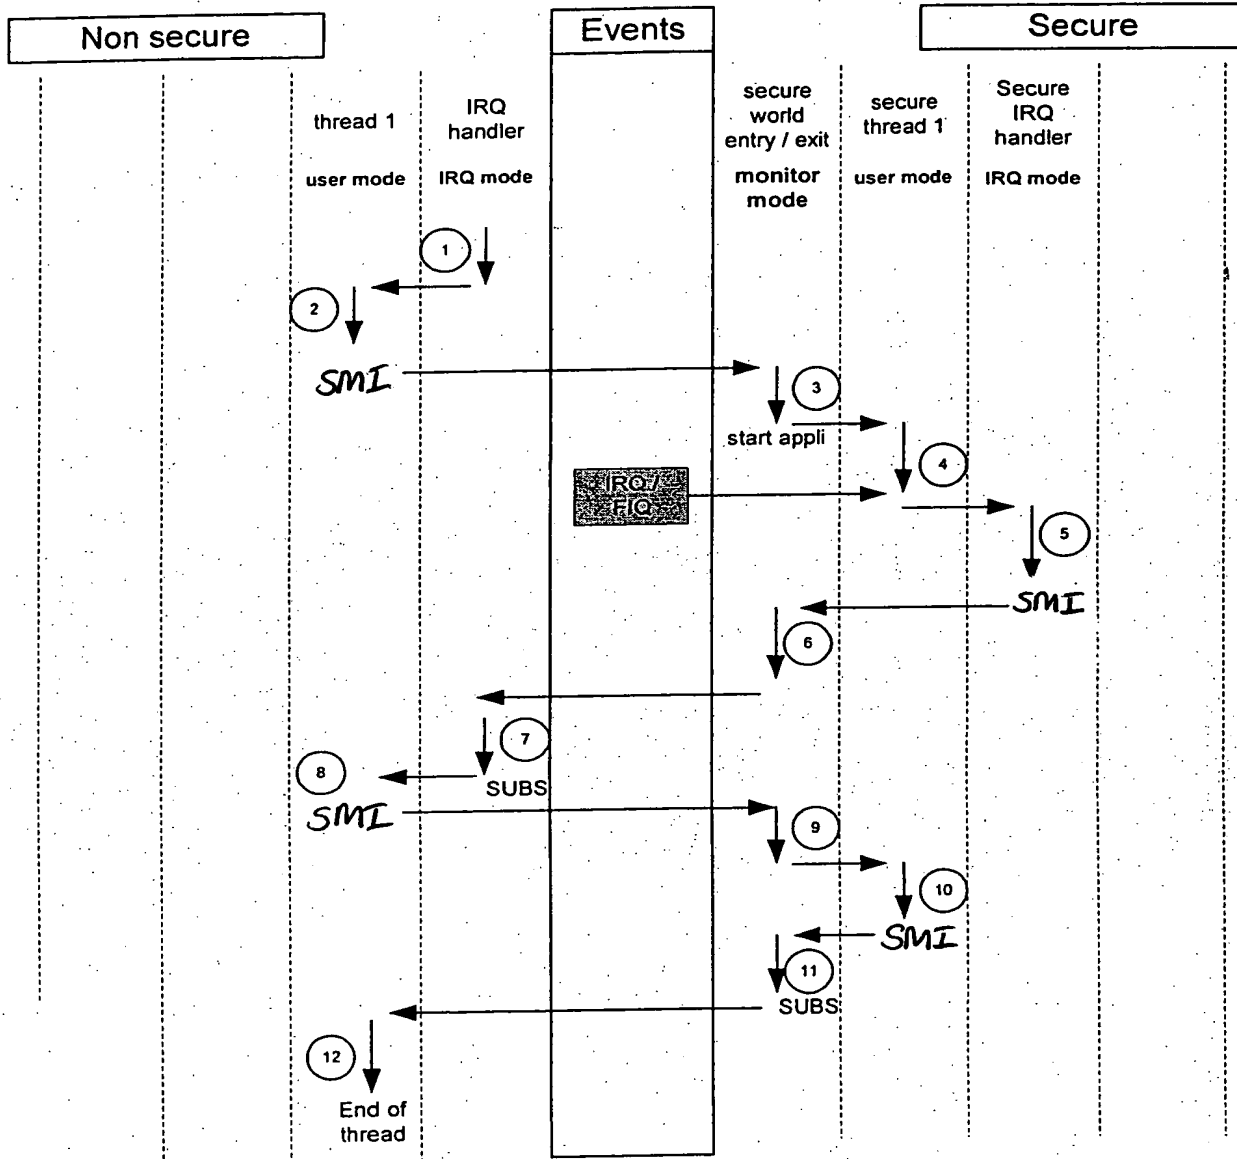 Non secure
Events
Secure
thread 1
user mode
IRQ
handler
IRQ mode
secure
world
entry / exit
monitor
mode
secure
thread 1
user mode
Secure
IRQ
handler
IRQ mode
1
2
SMI
3
start appli
4
IRQ /
FIQ
5
SMI
6
7
8
SUBS
SMI
9
10
SMI
11
SUBS
12
End of
thread